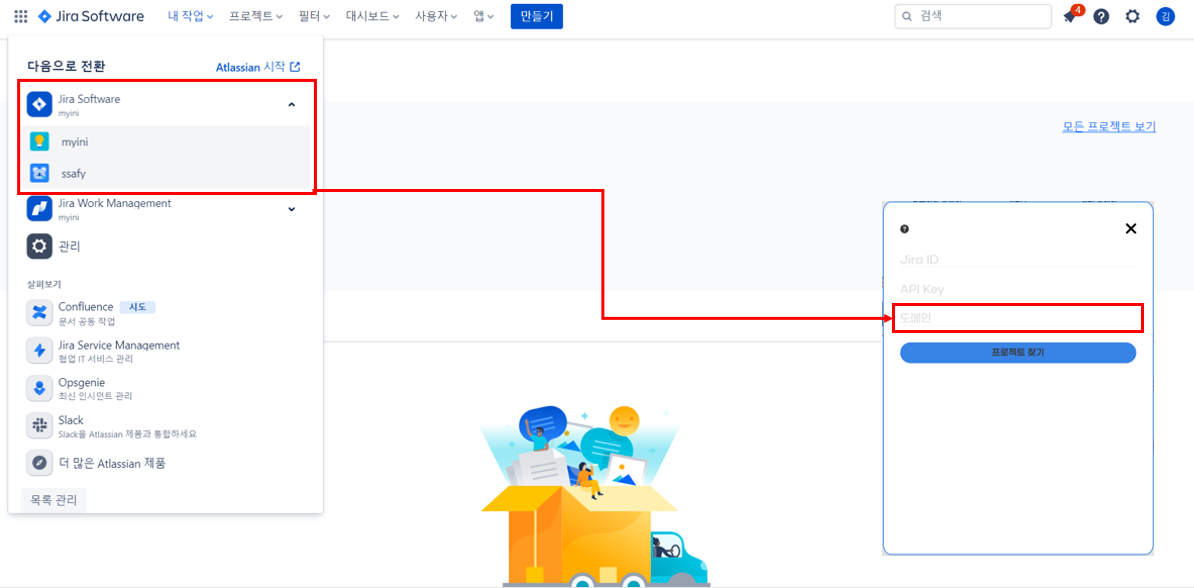 Jira Software
내 작업
프로젝트
필터
대시보드
사용자
앱
만들기
검색
4
김
다음으로 전환
Atlassian 시작
Jira Software
myini
myini
ssafy
Jira Work Management
myini
관리
살펴보기
Confluence 시도
문서 공동 작업
Jira Service Management
협업 IT 서비스 관리
Opsgenie
최신 인시던트 관리
Slack
Slack을 Atlassian 제품과 통합하세요
더 많은 Atlassian 제품
목록 관리
모든 프로젝트 보기
Jira ID
API Key
도메인
프로젝트 찾기